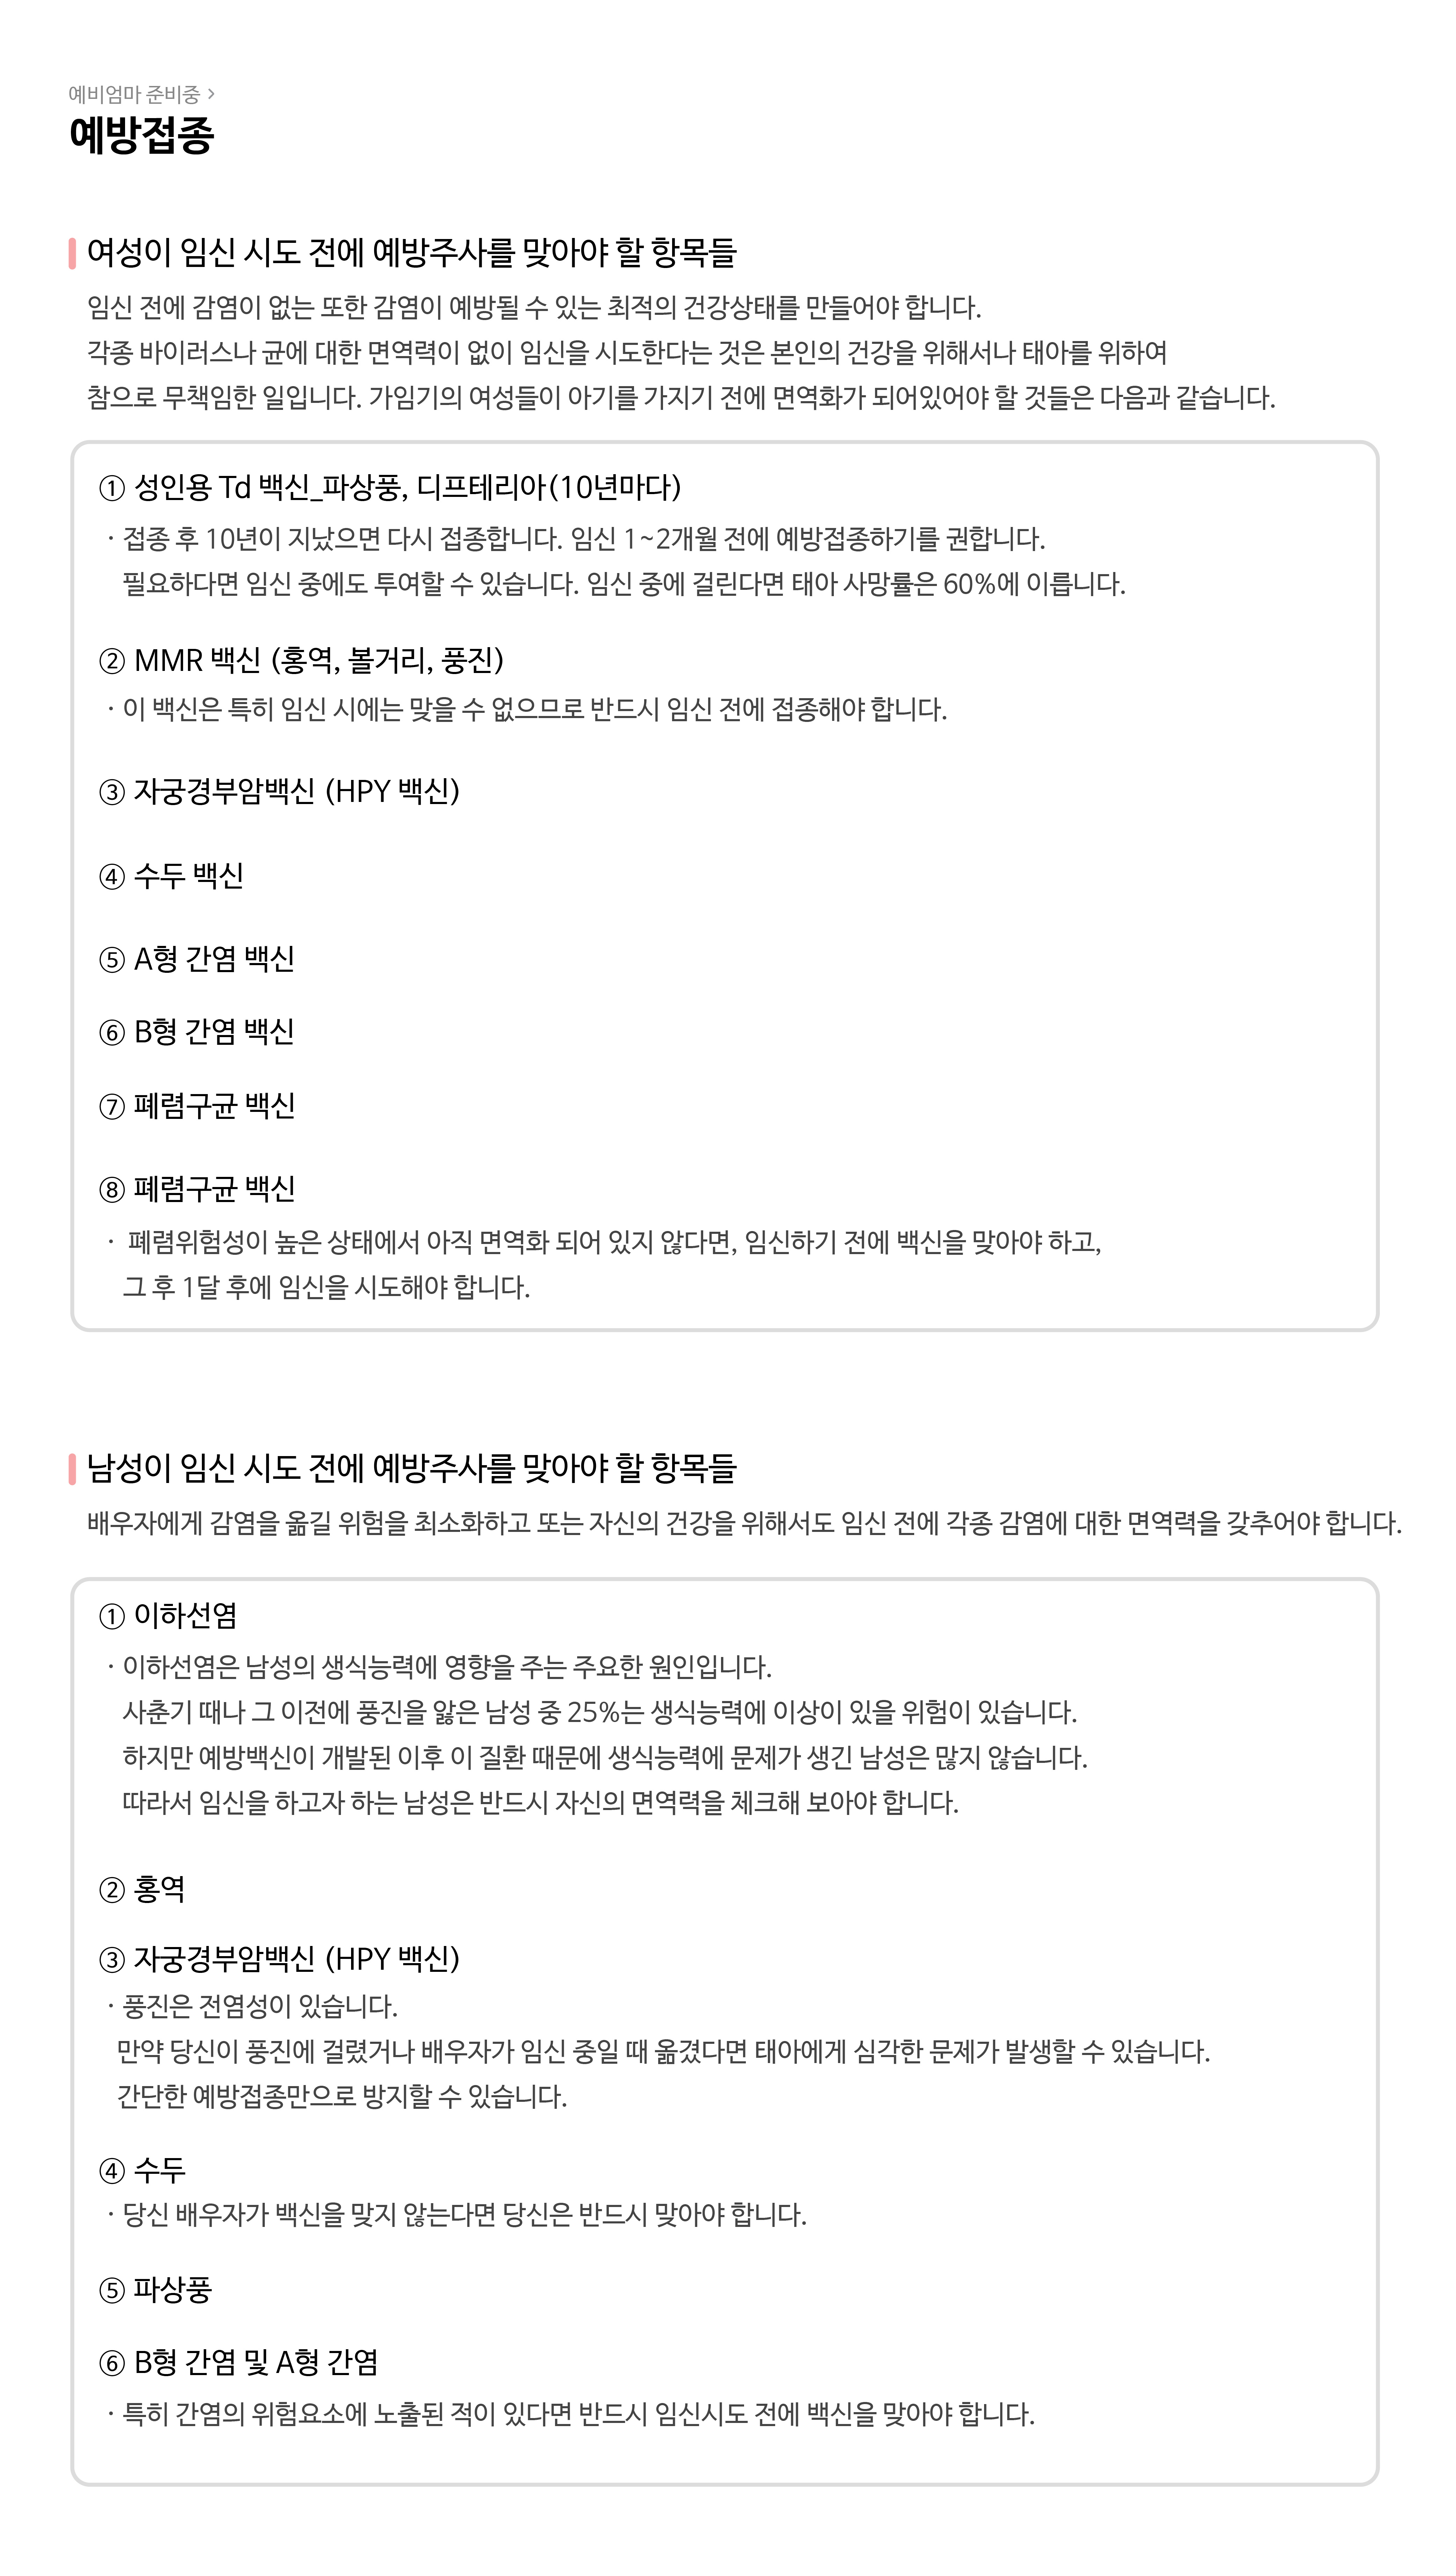 예비엄마 준비중 >
예방접종
여성이 임신 시도 전에 예방주사를 맞아야 할 항목들
임신 전에 감염이 없는 또한 감염이 예방될 수 있는 최적의 건강상태를 만들어야 합니다.
각종 바이러스나 균에 대한 면역력이 없이 임신을 시도한다는 것은 본인의 건강을 위해서나 태아를 위하여
참으로 무책임한 일입니다. 가임기의 여성들이 아기를 가지기 전에 면역화가 되어있어야 할 것들은 다음과 같습니다.
① 성인용 Td 백신_파상풍, 디프테리아(10년마다)
· 접종 후 10년이 지났으면 다시 접종합니다. 임신 1~2개월 전에 예방접종하기를 권합니다.
필요하다면 임신 중에도 투여할 수 있습니다. 임신 중에 걸린다면 태아 사망률은 60%에 이릅니다.
② MMR 백신 (홍역, 볼거리, 풍진)
· 이 백신은 특히 임신 시에는 맞을 수 없으므로 반드시 임신 전에 접종해야 합니다.
③ 자궁경부암백신 (HPY 백신)
④ 수두 백신
⑤ A형 간염 백신
⑥ B형 간염 백신
⑦ 폐렴구균 백신
⑧ 폐렴구균 백신
· 폐렴위험성이 높은 상태에서 아직 면역화 되어 있지 않다면, 임신하기 전에 백신을 맞아야 하고,
그 후 1달 후에 임신을 시도해야 합니다.
남성이 임신 시도 전에 예방주사를 맞아야 할 항목들
배우자에게 감염을 옮길 위험을 최소화하고 또는 자신의 건강을 위해서도 임신 전에 각종 감염에 대한 면역력을 갖추어야 합니다.
① 이하선염
· 이하선염은 남성의 생식능력에 영향을 주는 주요한 원인입니다.
사춘기 때나 그 이전에 풍진을 앓은 남성 중 25%는 생식능력에 이상이 있을 위험이 있습니다.
하지만 예방백신이 개발된 이후 이 질환 때문에 생식능력에 문제가 생긴 남성은 많지 않습니다.
따라서 임신을 하고자 하는 남성은 반드시 자신의 면역력을 체크해 보아야 합니다.
② 홍역
③ 자궁경부암백신 (HPY 백신)
· 풍진은 전염성이 있습니다.
만약 당신이 풍진에 걸렸거나 배우자가 임신 중일 때 옮겼다면 태아에게 심각한 문제가 발생할 수 있습니다.
간단한 예방접종만으로 방지할 수 있습니다.
④ 수두
· 당신 배우자가 백신을 맞지 않는다면 당신은 반드시 맞아야 합니다.
⑤ 파상풍
⑥ B형 간염 및 A형 간염
· 특히 간염의 위험요소에 노출된 적이 있다면 반드시 임신시도 전에 백신을 맞아야 합니다.